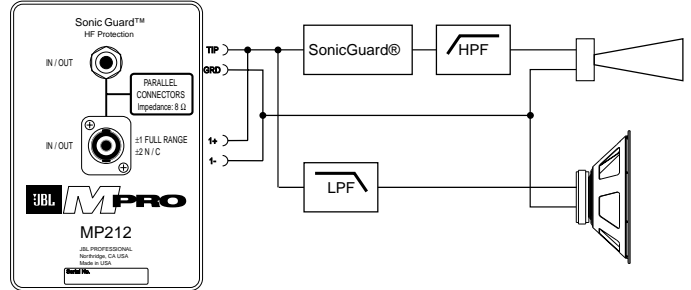 Sonic Guard™
HF Protection
IN / OUT
PARALLEL
CONNECTORS
Impedance: 8 Ω
IN / OUT
±1 FULL RANGE
±2 N / C
JBL MPRO
MP212
JBL PROFESSIONAL
Northridge, CA USA
Made in USA
Serial No.
TIP
GRD
1+
1-
SonicGuard®
HPF
LPF